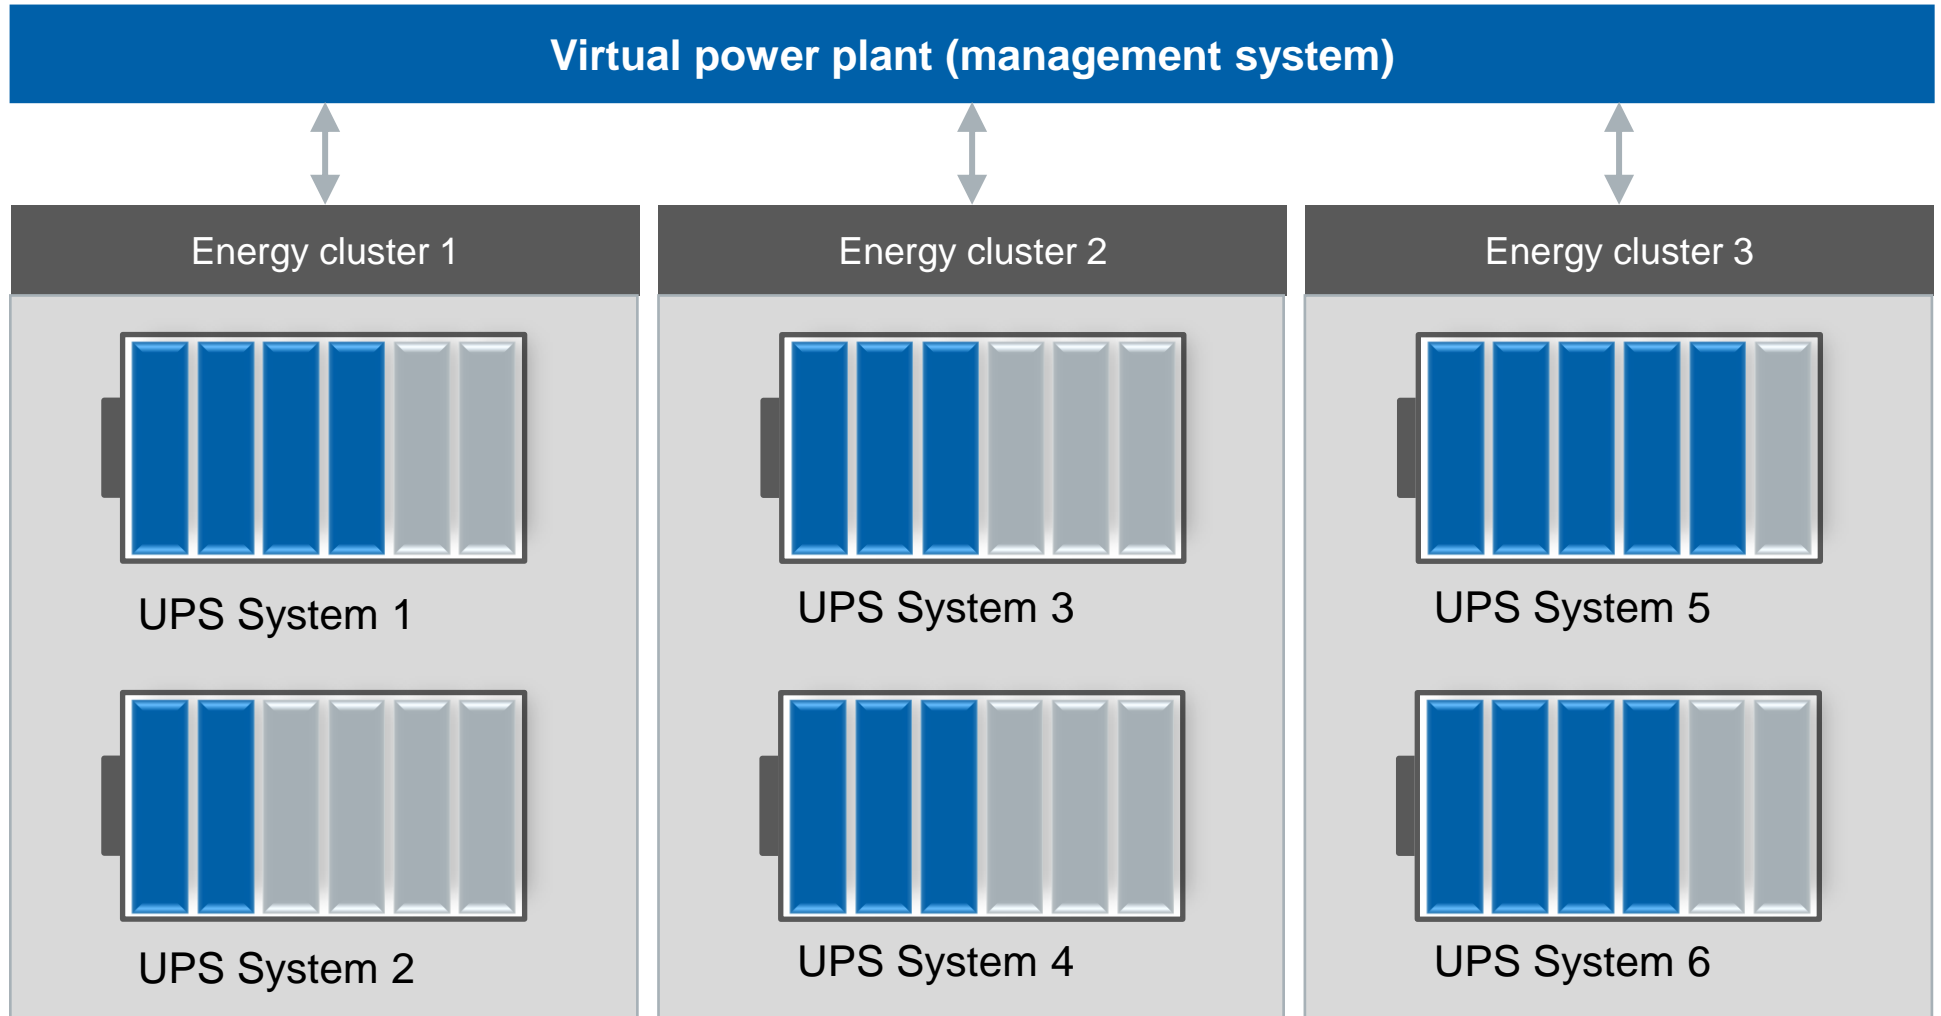 Virtual power plant (management system)
Energy cluster 1
Energy cluster 2
Energy cluster 3
UPS System 1
UPS System 3
UPS System 5
UPS System 2
UPS System 4
UPS System 6